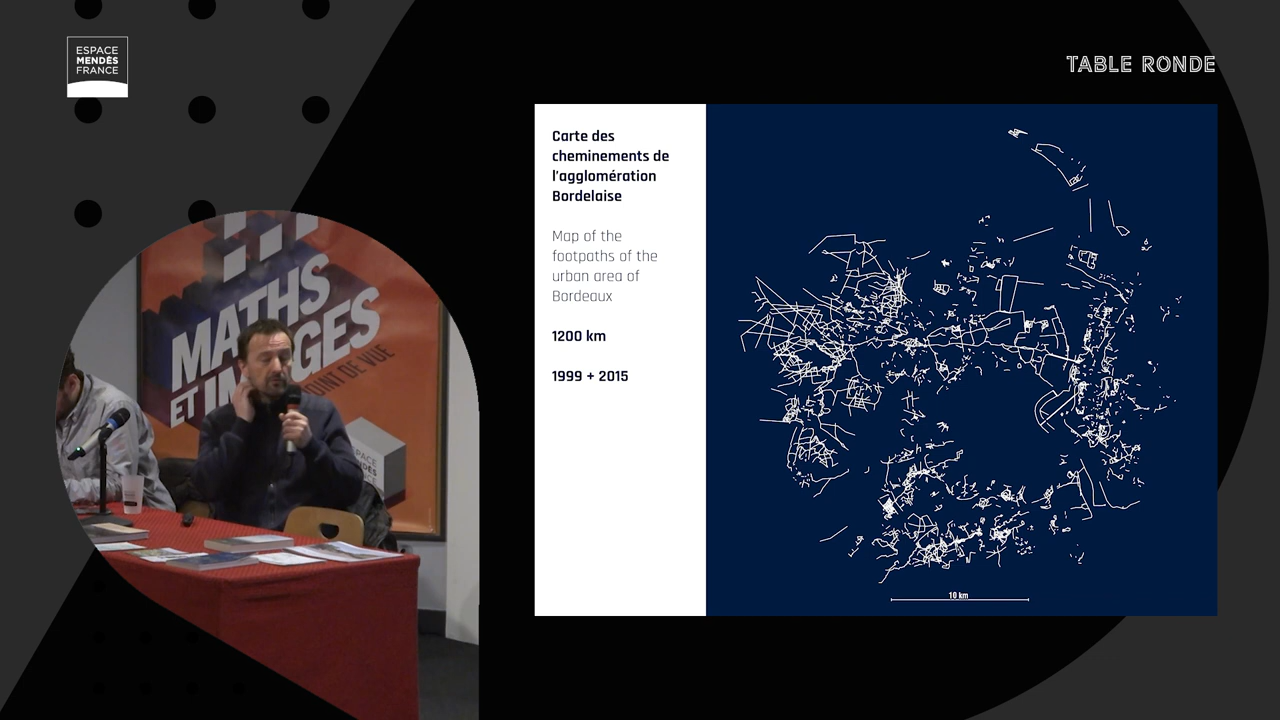 ESPACE
MENDÈS
FRANCE
TABLE RONDE
Carte des
cheminements de
l'agglomération
Bordelaise
Map of the
footpaths of the
urban area of
Bordeaux
1200 km
1999 + 2015
10 km
MATHS
ET IMAGES
POINT DE VUE